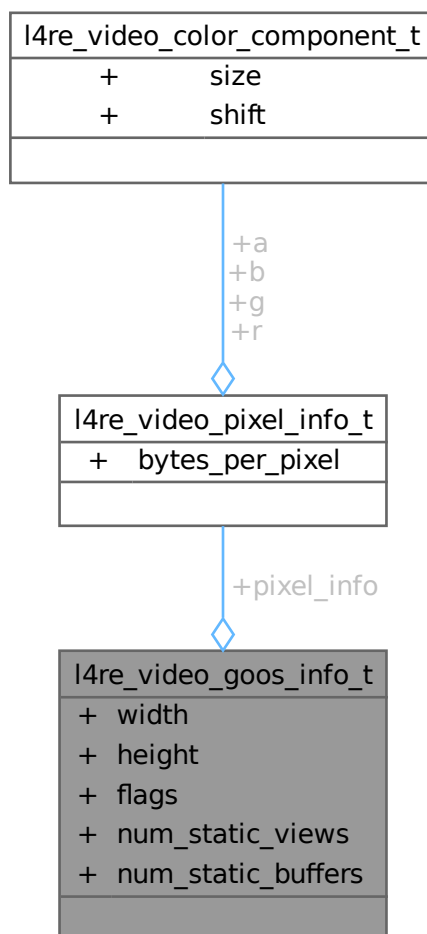 l4re_video_color_component_t
+ size
+ shift
+a
+b
+g
+r
l4re_video_pixel_info_t
+ bytes_per_pixel
+pixel_info
l4re_video_goos_info_t
+ width
+ height
+ flags
+ num_static_views
+ num_static_buffers